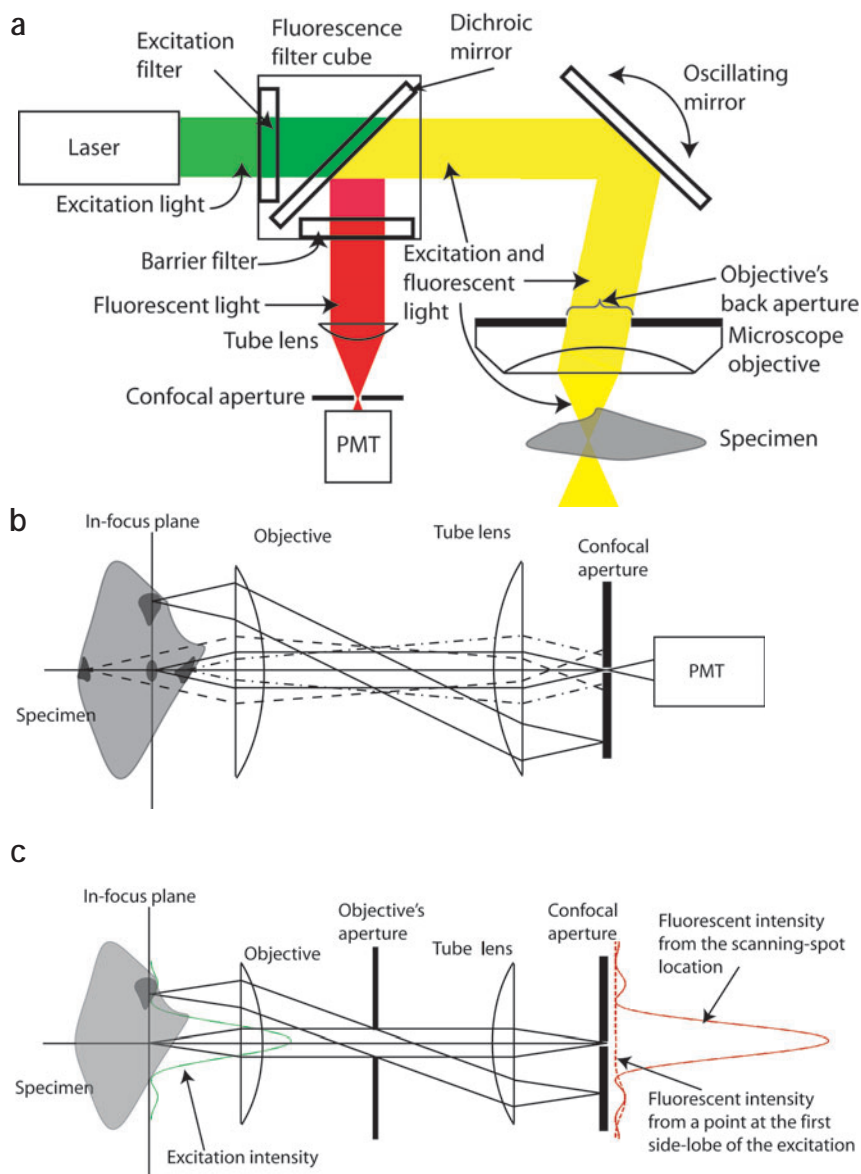 a
Excitation
filter
Fluorescence
filter cube
Dichroic
mirror
Oscillating
mirror
Laser
Excitation light
Barrier filter
Excitation and
fluorescent
light
Objective's
back aperture
Fluorescent light
Tube lens
Microscope
objective
Confocal aperture
PMT
Specimen
b
In-focus plane
Objective
Tube lens
Confocal
aperture
PMT
Specimen
c
In-focus plane
Objective's
aperture
Confocal
aperture
Fluorescent intensity
from the scanning-spot
location
Objective
Tube lens
Specimen
Excitation intensity
Fluorescent intensity
from a point at the first
side-lobe of the excitation